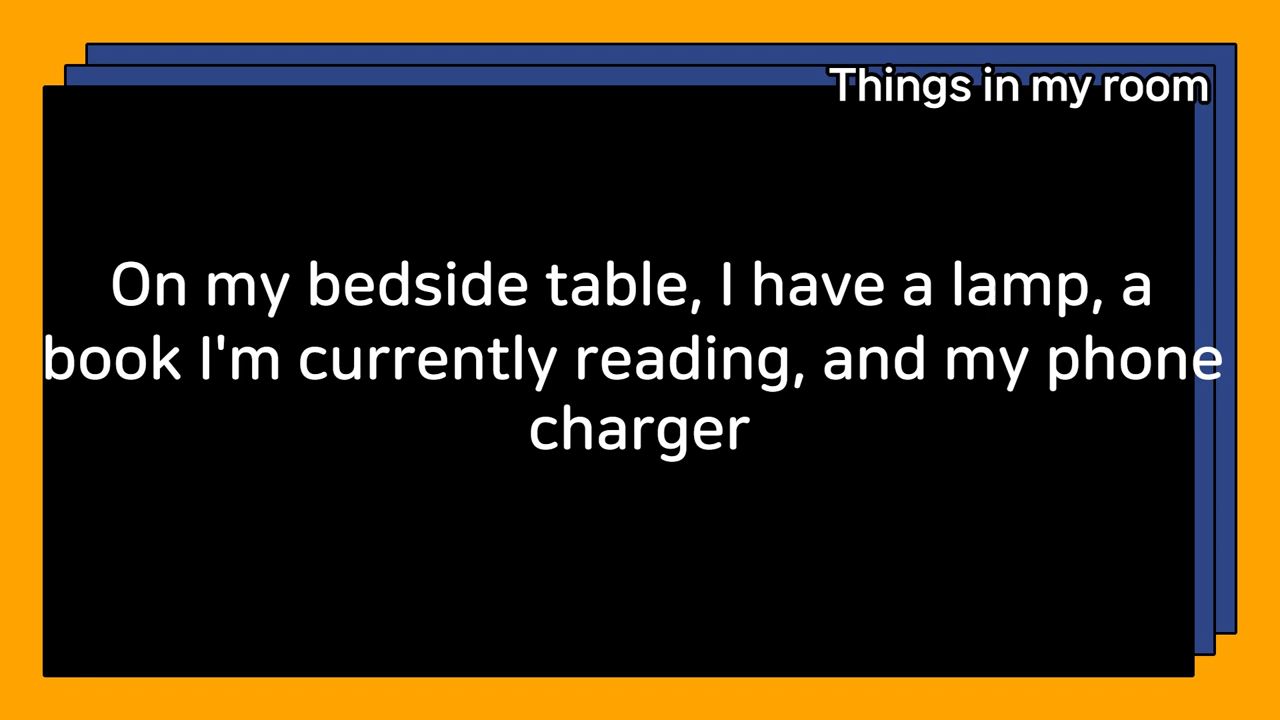 Things in my room
On my bedside table, I have a lamp, a
book I'm currently reading, and my phone
charger